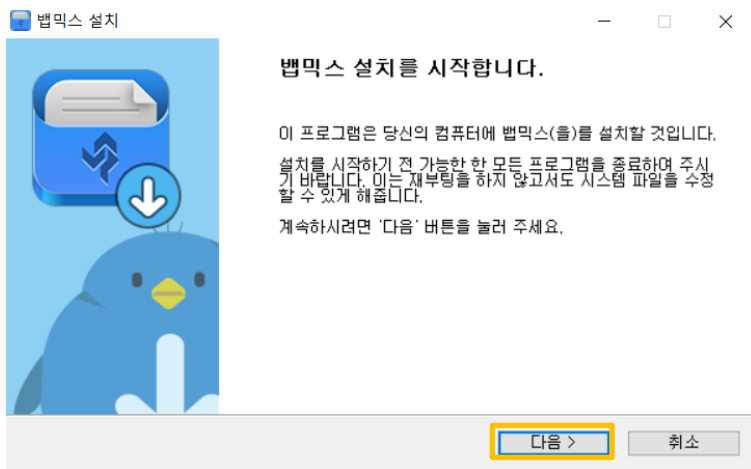 뱁믹스 설치
뱁믹스 설치를 시작합니다.
이 프로그램은 당신의 컴퓨터에 뱁믹스(을)를 설치할 것입니다.
설치를 시작하기 전 가능한 한 모든 프로그램을 종료하여 주시
기 바랍니다. 이는 재부팅을 하지 않고서도 시스템 파일을 수정
할 수 있게 해줍니다.
계속하시려면 '다음' 버튼을 눌러 주세요.
다음 >
취소